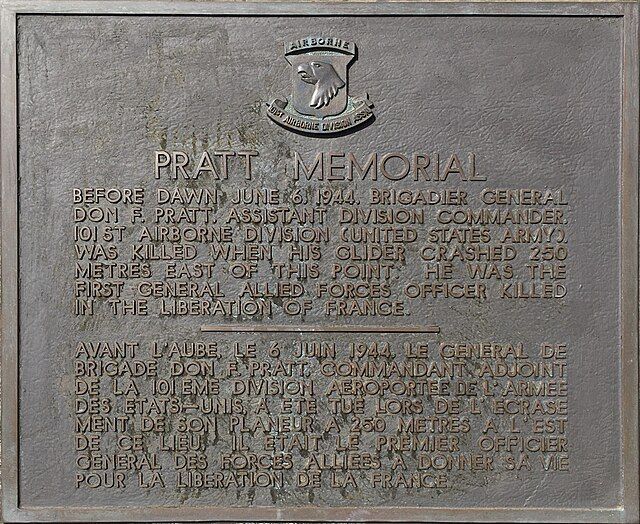 AIRBORNE
101ST AIRBORNE DIVISION ASSN.
PRATT MEMORIAL
BEFORE DAWN JUNE 6, 1944, BRIGADIER GENERAL
DON F. PRATT, ASSISTANT DIVISION COMMANDER,
101 ST AIRBORNE DIVISION (UNITED STATES ARMY)
WAS KILLED WHEN HIS GLIDER CRASHED 250
METRES EAST OF THIS POINT. HE WAS THE
FIRST GENERAL ALLIED FORCES OFFICER KILLED
IN THE LIBERATION OF FRANCE.
AVANT L'AUBE, LE 6 JUIN 1944, LE GENERAL DE
BRIGADE DON F. PRATT, COMMANDANT ADJOINT
DE LA 101 EME DIVISION AEROPORTEE DE L'ARMEE
DES ETATS-UNIS, A ETE TUE LORS DE L'ECRASE
MENT DE SON PLANEUR A 250 METRES A L'EST
DE CE LIEU. IL ETAIT LE PREMIER OFFICIER
GENERAL DES FORCES ALLIEES A DONNER SA VIE
POUR LA LIBERATION DE LA FRANCE.